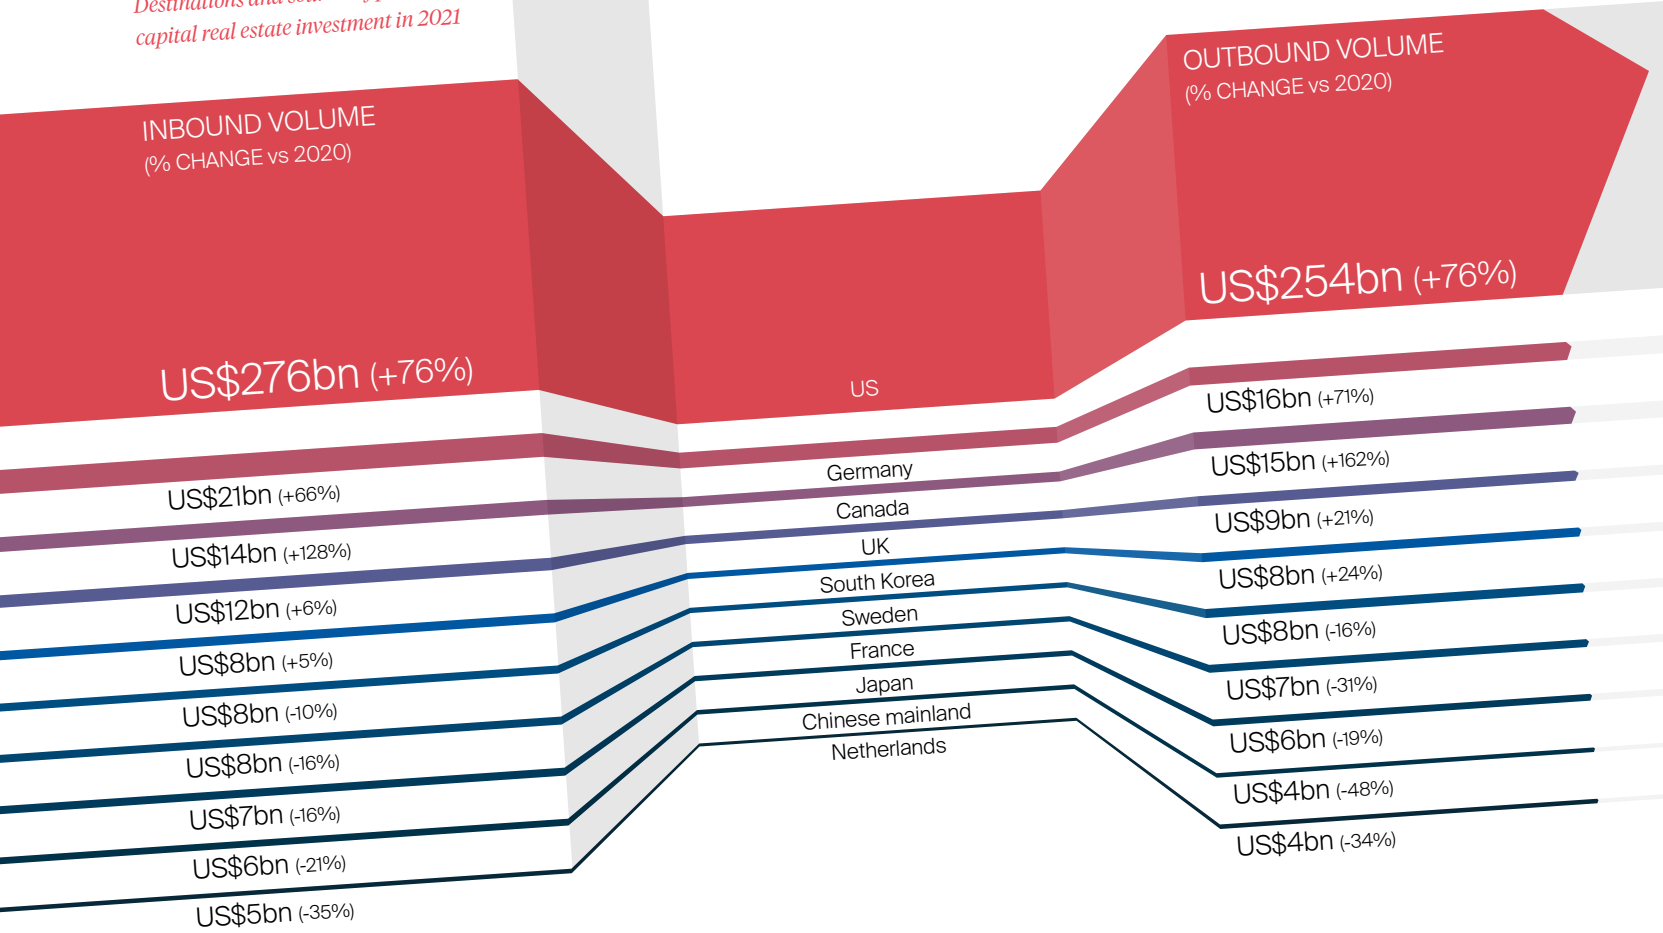 Destinations and
capital real estate investment in 2021
INBOUND VOLUME
(% CHANGE vs 2020)
US$276bn (+76%)
US$21bn (+66%)
US$14bn (+128%)
US$12bn (+6%)
US$8bn (+5%)
US$8bn (-10%)
US$8bn (-16%)
US$7bn (-16%)
US$6bn (-21%)
US$5bn (-35%)
US
Germany
Canada
UK
South Korea
Sweden
France
Japan
Chinese mainland
Netherlands
OUTBOUND VOLUME
(% CHANGE vs 2020)
US$254bn (+76%)
US$16bn (+71%)
US$15bn (+162%)
US$9bn (+21%)
US$8bn (+24%)
US$8bn (-16%)
US$7bn (-31%)
US$6bn (-19%)
US$4bn (-48%)
US$4bn (-34%)